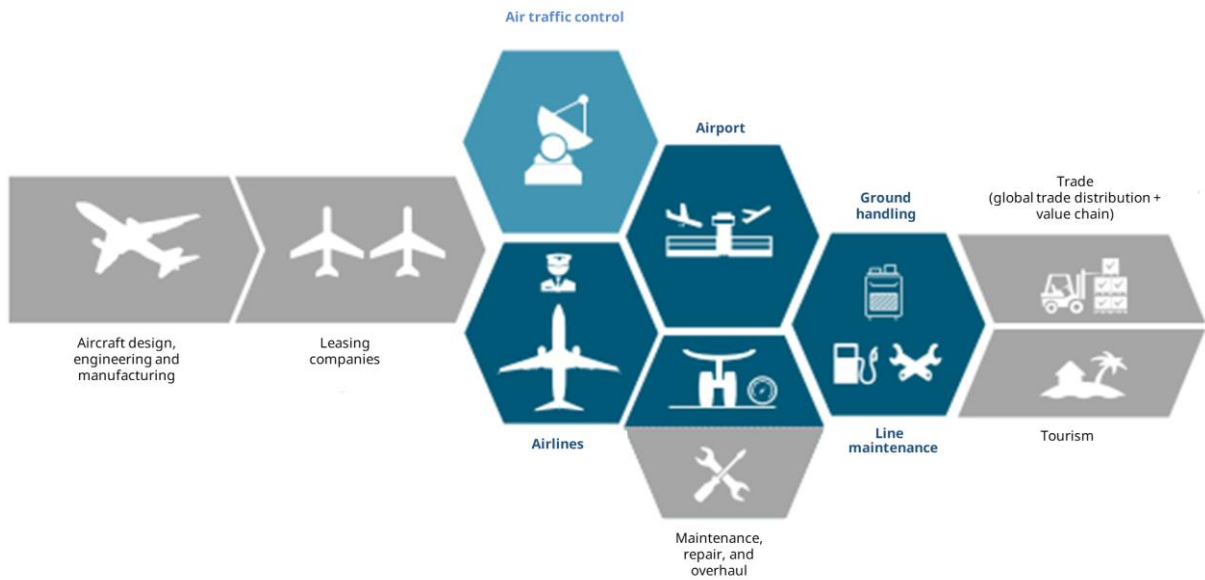 Air traffic control
Airport
Ground
handling
Trade
(global trade distribution +
value chain)
Aircraft design,
engineering and
manufacturing
Leasing
companies
Airlines
Line
maintenance
Tourism
Maintenance,
repair, and
overhaul